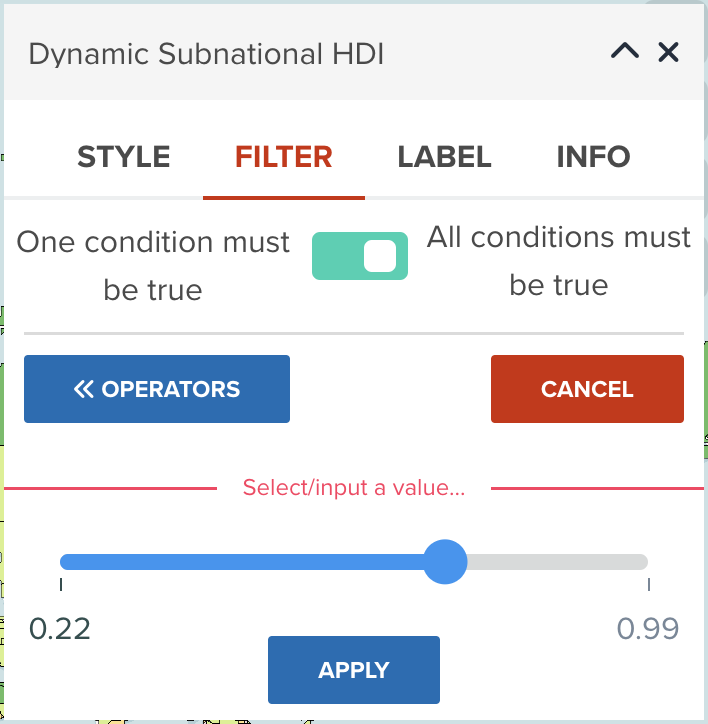 Dynamic Subnational HDI
STYLE FILTER LABEL INFO
One condition must
be true
All conditions must
be true
OPERATORS
CANCEL
Select/input a value...
0.22
0.99
APPLY